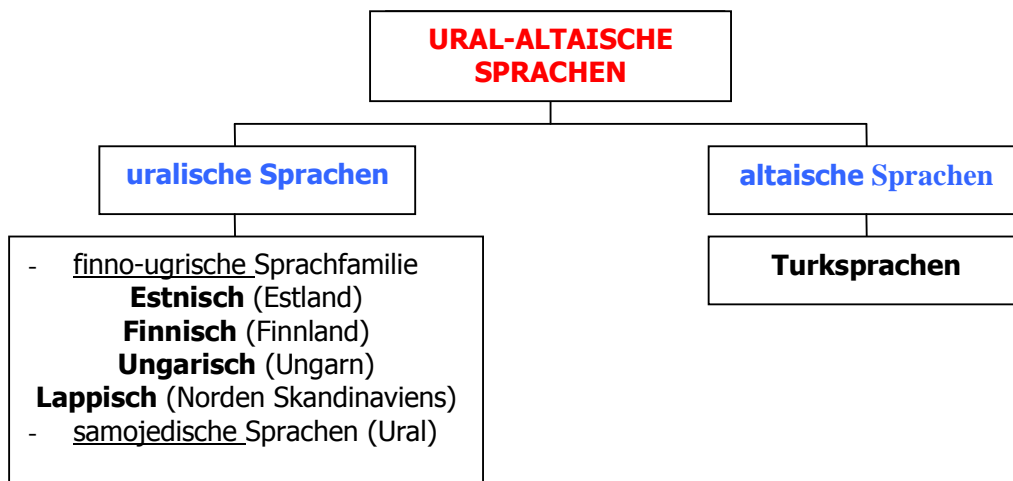 URAL-ALTAISCHE
SPRACHEN
uralische Sprachen
altaische Sprachen
- finno-ugrische Sprachfamilie
Estnisch (Estland)
Finnisch (Finnland)
Ungarisch (Ungarn)
Lappisch (Norden Skandinaviens)
- samojedische Sprachen (Ural)
Turksprachen